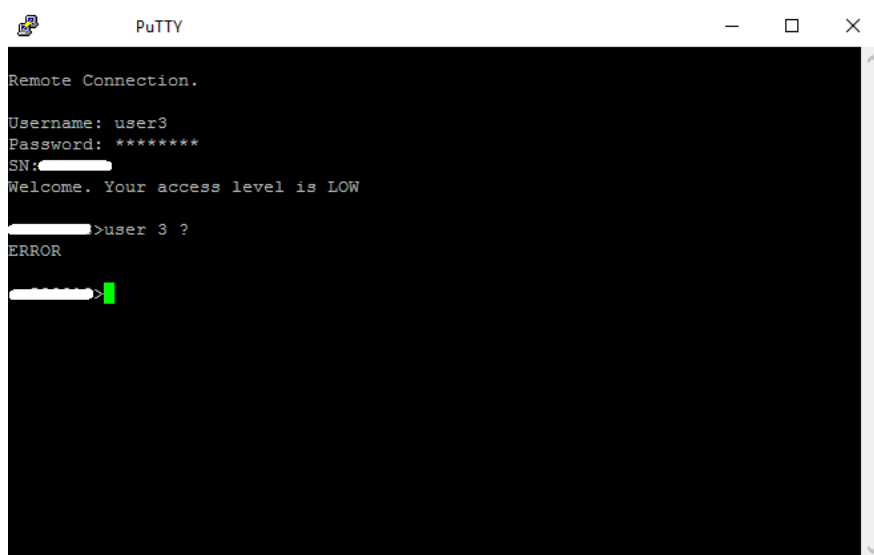 PuTTY
Remote Connection.
Username: user3
Password: ********
SN:
Welcome. Your access level is LOW
>user 3 ?
ERROR
>